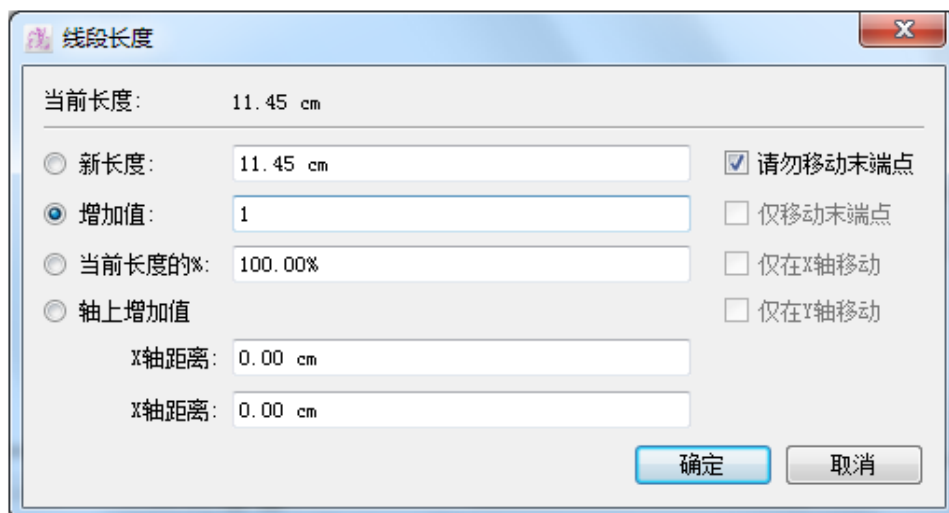 线段长度
当前长度: 11.45 cm
新长度: 11.45 cm 请勿移动末端点
增加值: 1 仅移动末端点
当前长度的%: 100.00% 仅在X轴移动
轴上增加值 仅在Y轴移动
X轴距离: 0.00 cm
X轴距离: 0.00 cm
确定 取消